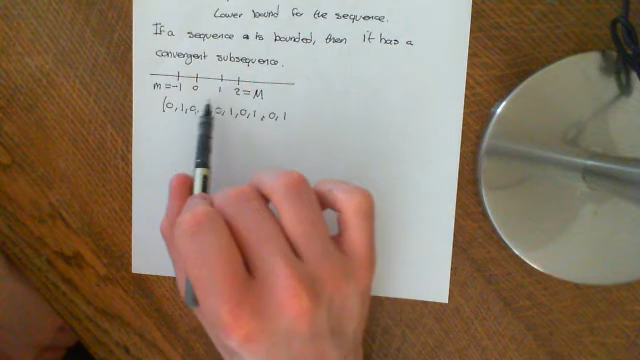 Lower bound for the sequence.
If a sequence a is bounded, then it has a
convergent subsequence.
m=-1 0 1 2=M
(0,1,0, 0,1,0,1,0,1